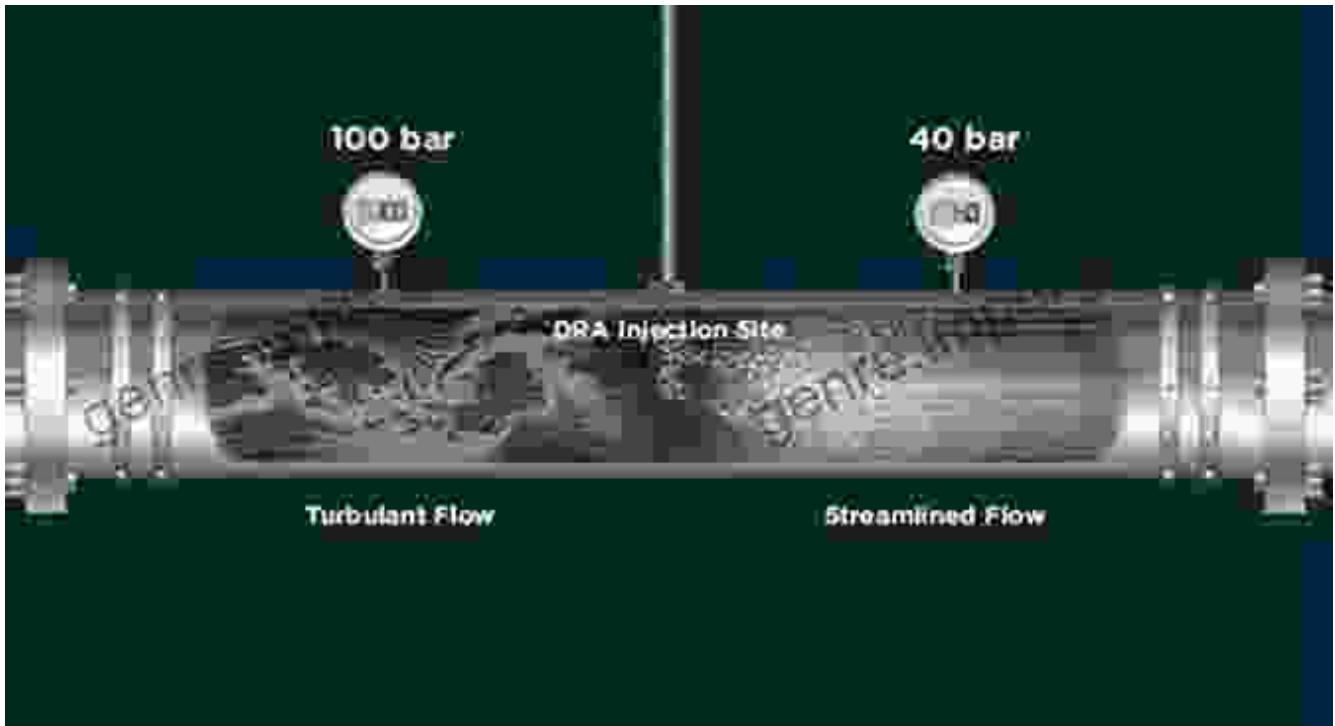 100 bar
40 bar
DRA Injection Site
Turbulant Flow
Streamlined Flow